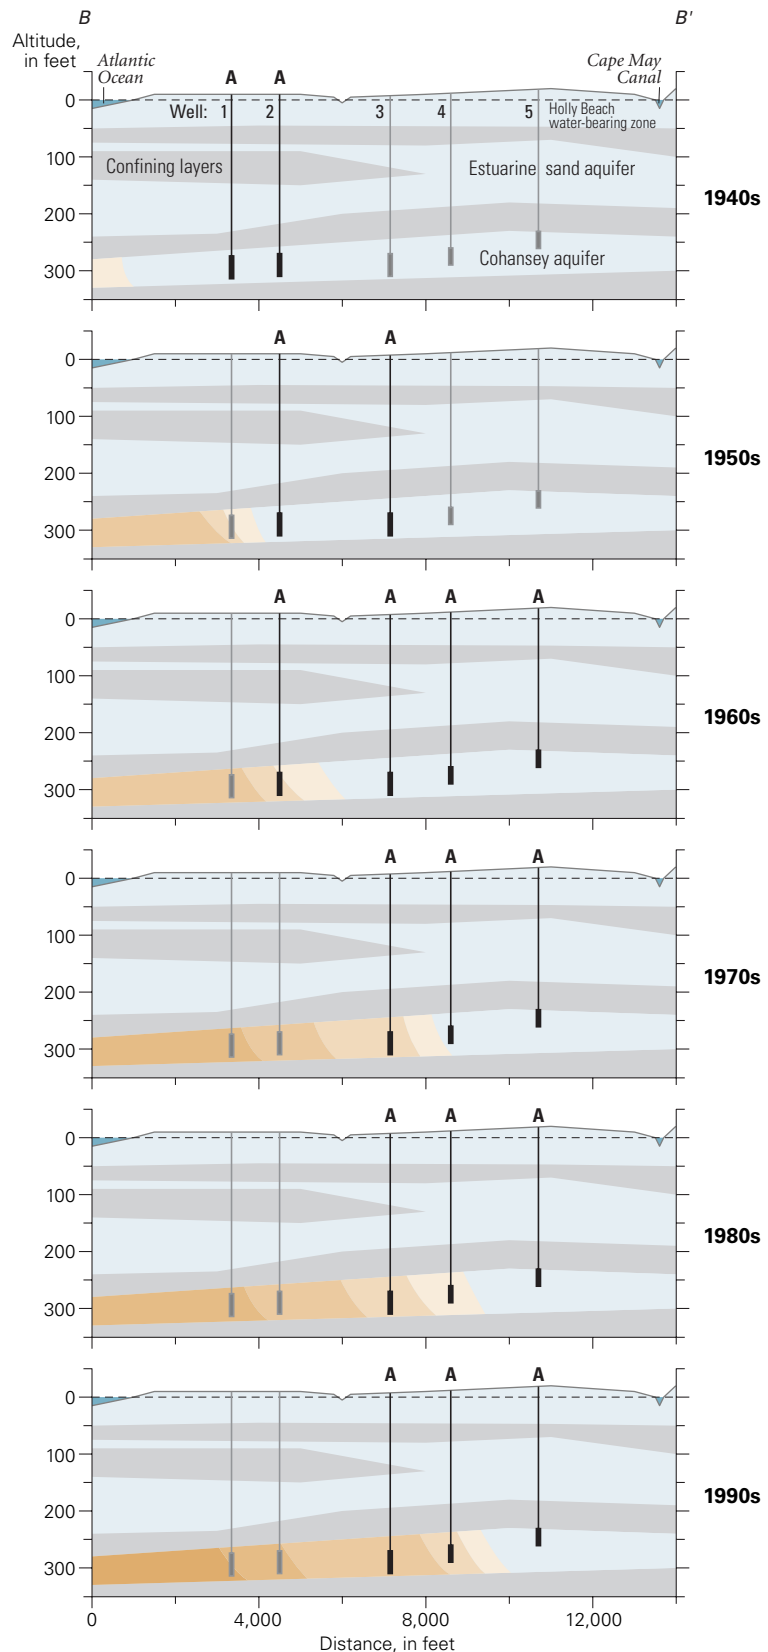 B B'
Altitude,
in feet
Atlantic
Ocean
Cape May
Canal
A A
0
Well: 1 2 3 4 5
Holly Beach
water-bearing zone
100
Confining layers
Estuarine sand aquifer
200
Cohansey aquifer
300
1940s
A A
0
100
200
300
1950s
A A A A
0
100
200
300
1960s
A A A
0
100
200
300
1970s
A A A
0
100
200
300
1980s
A A A
0
100
200
300
1990s
0 4,000 8,000 12,000
Distance, in feet